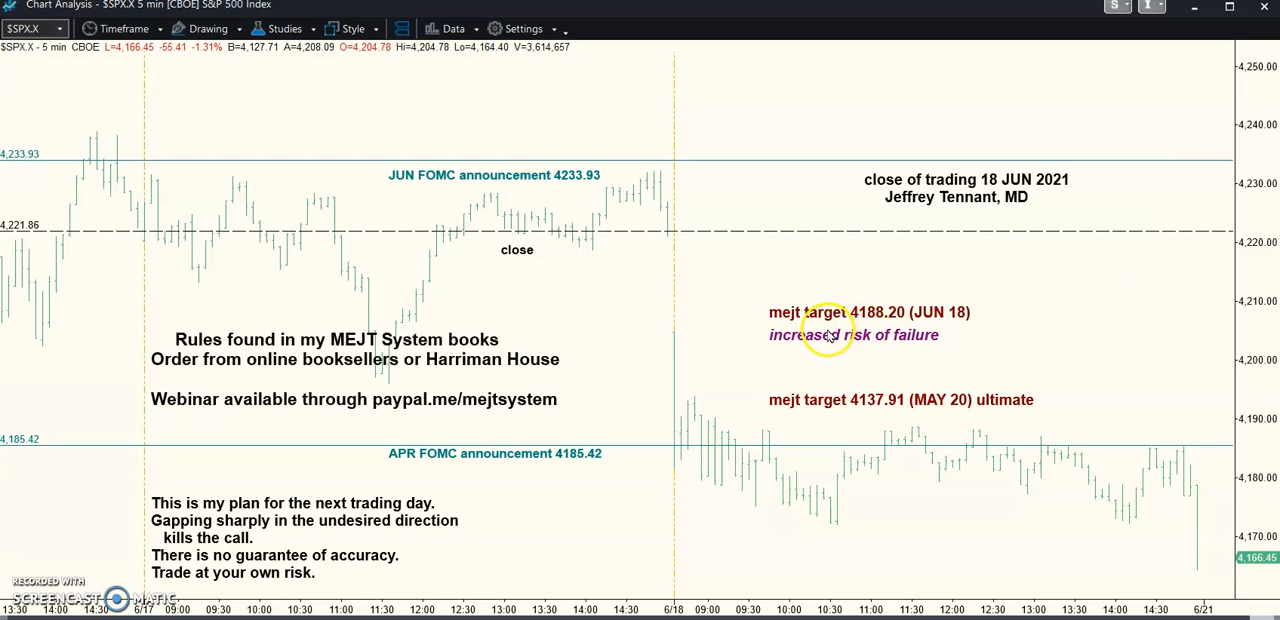 Chart Analysis - $SPX.X 5 min [CBOE] S&P 500 Index
S I
$SPX.X Timeframe Drawing Studies Style Data Settings
$SPX.X - 5 min CBOE L=4,166.45 -55.41 -1.31% B=4,127.71 A=4,208.09 O=4,204.78 Hi=4,204.78 Lo=4,164.40 V=3,614,657
4,250.00
4,240.00
4,233.93
JUN FOMC announcement 4233.93
close of trading 18 JUN 2021
4,230.00
Jeffrey Tennant, MD
4,221.86
4,220.00
close
4,210.00
mejt target 4188.20 (JUN 18)
increased risk of failure
Rules found in my MEJT System books
Order from online booksellers or Harriman House
4,200.00
Webinar available through paypal.me/mejtsystem
mejt target 4137.91 (MAY 20) ultimate
4,190.00
4,185.42
APR FOMC announcement 4185.42
4,180.00
This is my plan for the next trading day.
Gapping sharply in the undesired direction
kills the call.
4,170.00
There is no guarantee of accuracy.
4,166.45
Trade at your own risk.
RECORDED WITH
SCREENCAST MATIC
13:30 14:00 14:30 6/17 09:00 09:30 10:00 10:30 11:00 11:30 12:30 13:00 13:30 14:00 14:30 6/18 09:00 09:30 10:00 10:30 11:00 11:30 12:00 12:30 13:00 13:30 14:00 14:30 6/21